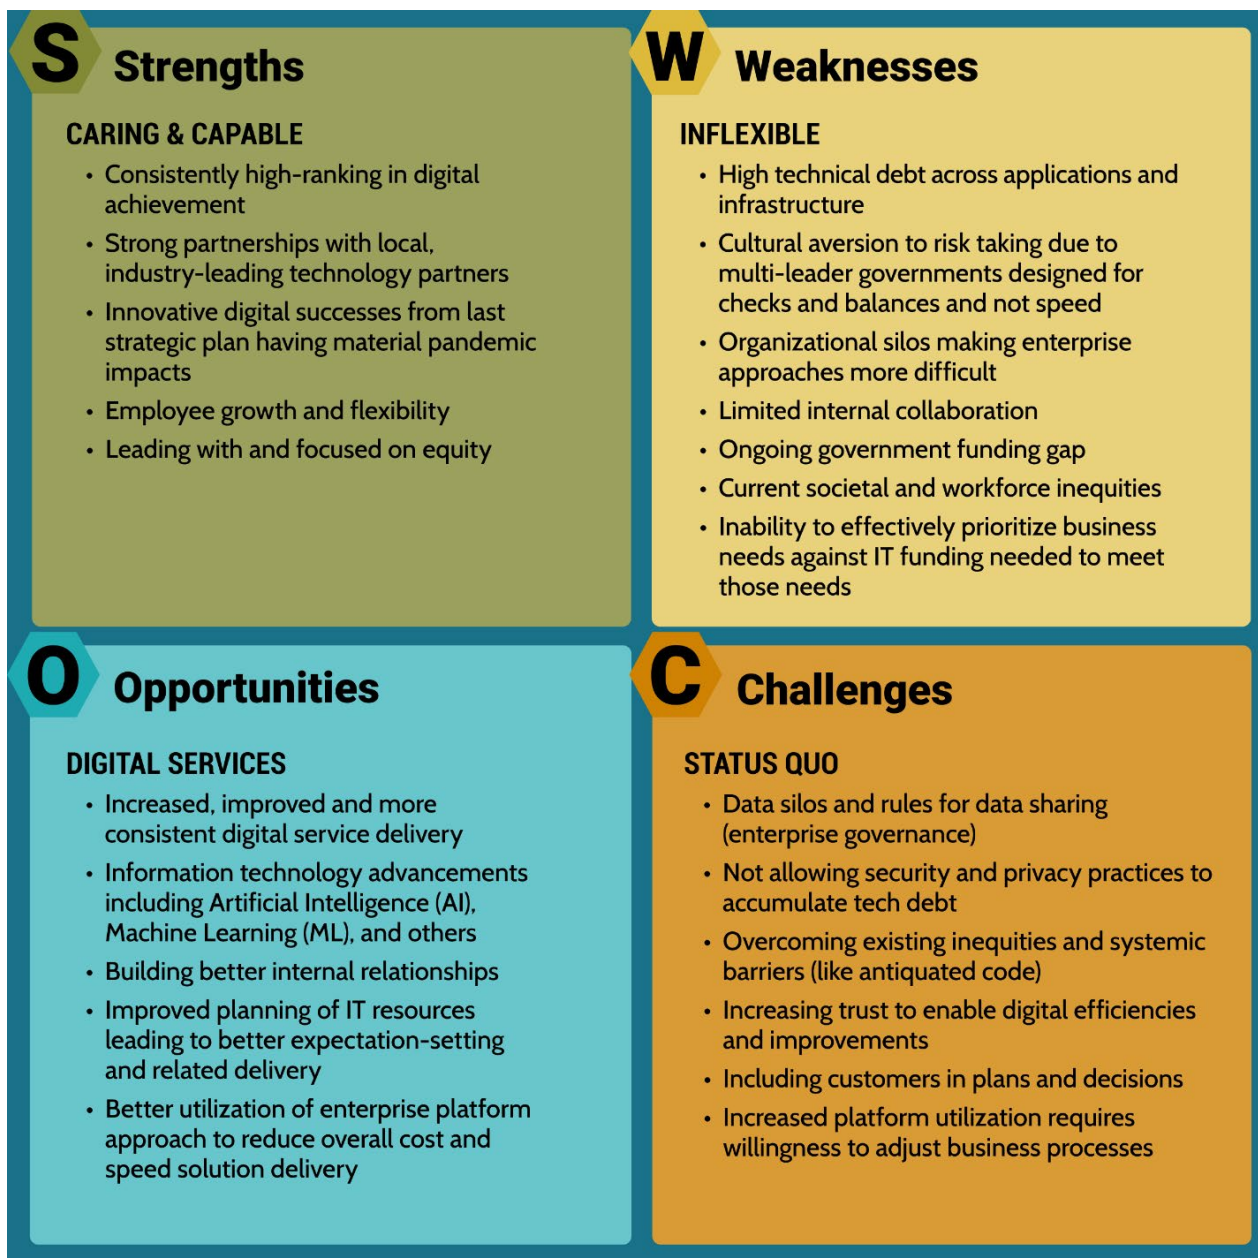 S Strengths
CARING & CAPABLE
• Consistently high-ranking in digital
achievement
• Strong partnerships with local,
industry-leading technology partners
• Innovative digital successes from last
strategic plan having material pandemic
impacts
• Employee growth and flexibility
• Leading with and focused on equity
W Weaknesses
INFLEXIBLE
• High technical debt across applications and
infrastructure
• Cultural aversion to risk taking due to
multi-leader governments designed for
checks and balances and not speed
• Organizational silos making enterprise
approaches more difficult
• Limited internal collaboration
• Ongoing government funding gap
• Current societal and workforce inequities
• Inability to effectively prioritize business
needs against IT funding needed to meet
those needs
O Opportunities
DIGITAL SERVICES
• Increased, improved and more
consistent digital service delivery
• Information technology advancements
including Artificial Intelligence (AI),
Machine Learning (ML), and others
• Building better internal relationships
• Improved planning of IT resources
leading to better expectation-setting
and related delivery
• Better utilization of enterprise platform
approach to reduce overall cost and
speed solution delivery
C Challenges
STATUS QUO
• Data silos and rules for data sharing
(enterprise governance)
• Not allowing security and privacy practices to
accumulate tech debt
• Overcoming existing inequities and systemic
barriers (like antiquated code)
• Increasing trust to enable digital efficiencies
and improvements
• Including customers in plans and decisions
• Increased platform utilization requires
willingness to adjust business processes